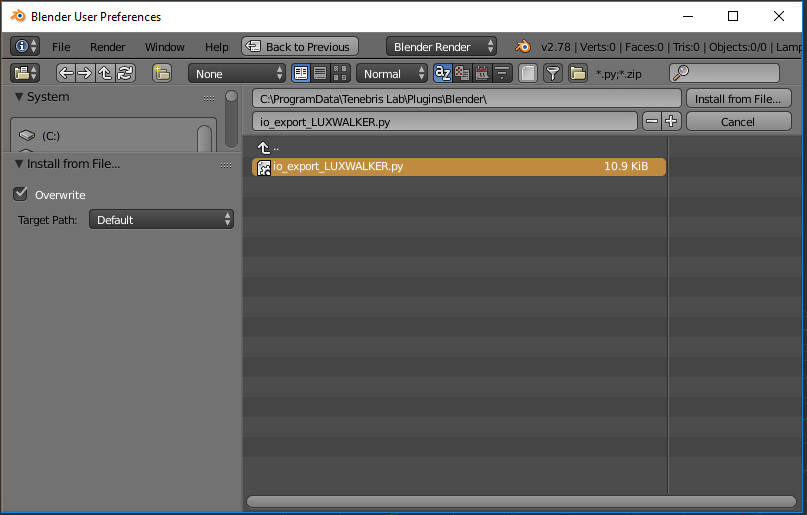 Blender User Preferences
File Render Window Help Back to Previous Blender Render v2.78 | Verts:0 | Faces:0 | Tris:0 | Objects:0/0 | Lamp
None Normal *.py;*.zip
System
(C:)
Install from File...
Overwrite
Target Path: Default
C:\ProgramData\Tenebris Lab\Plugins\Blender\ Install from File...
io_export_LUXWALKER.py Cancel
..
io_export_LUXWALKER.py 10.9 KiB